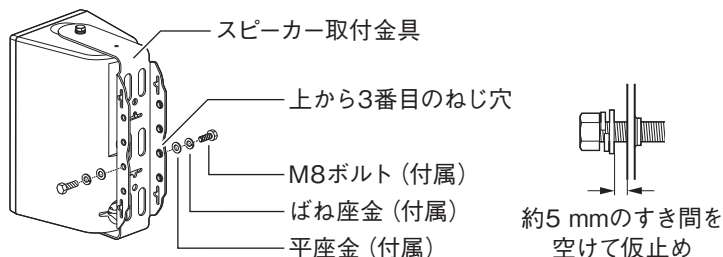 スピーカー取付金具
上から3番目のねじ穴
M8ボルト（付属）
ばね座金（付属）
平座金（付属）
約5 mmのすき間を
空けて仮止め